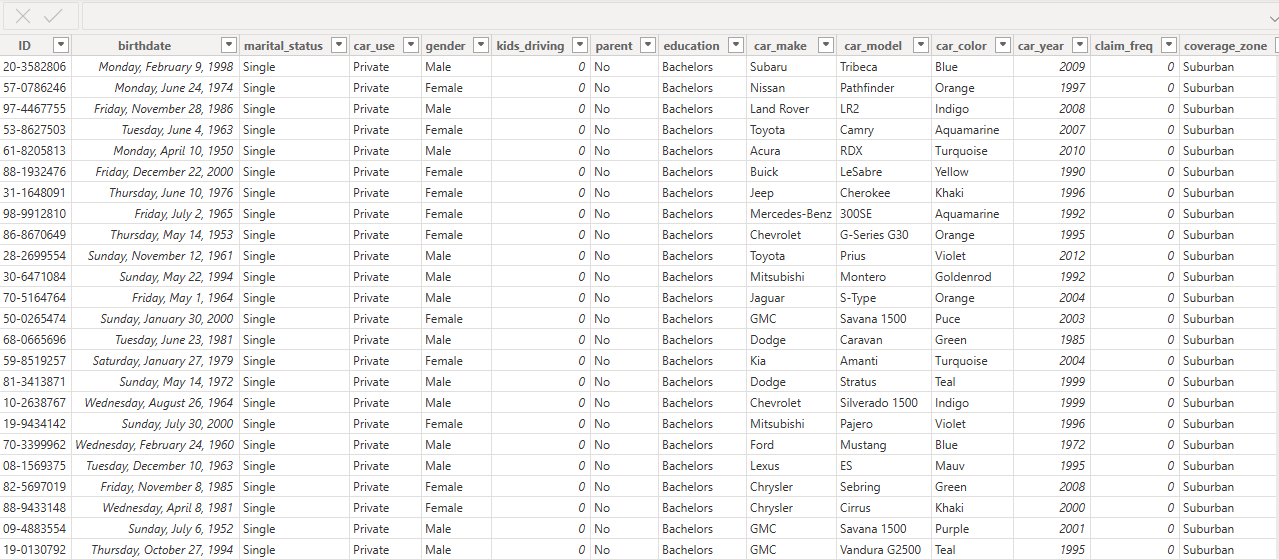 ID birthdate marital_status car_use gender kids_driving parent education car_make car_model car_color car_year claim_freq coverage_zone
20-3582806 Monday, February 9, 1998 Single Private Male 0 No Bachelors Subaru Tribeca Blue 2009 0 Suburban
57-0786246 Monday, June 24, 1974 Single Private Female 0 No Bachelors Nissan Pathfinder Orange 1997 0 Suburban
97-4467755 Friday, November 28, 1986 Single Private Male 0 No Bachelors Land Rover LR2 Indigo 2008 0 Suburban
53-8627503 Tuesday, June 4, 1963 Single Private Female 0 No Bachelors Toyota Camry Aquamarine 2007 0 Suburban
61-8205813 Monday, April 10, 1950 Single Private Male 0 No Bachelors Acura RDX Turquoise 2010 0 Suburban
88-1932476 Friday, December 22, 2000 Single Private Female 0 No Bachelors Buick LeSabre Yellow 1990 0 Suburban
31-1648091 Thursday, June 10, 1976 Single Private Female 0 No Bachelors Jeep Cherokee Khaki 1996 0 Suburban
98-9912810 Friday, July 2, 1965 Single Private Female 0 No Bachelors Mercedes-Benz 300SE Aquamarine 1992 0 Suburban
86-8670649 Thursday, May 14, 1953 Single Private Female 0 No Bachelors Chevrolet G-Series G30 Orange 1995 0 Suburban
28-2699554 Sunday, November 12, 1961 Single Private Male 0 No Bachelors Toyota Prius Violet 2012 0 Suburban
30-6471084 Sunday, May 22, 1994 Single Private Male 0 No Bachelors Mitsubishi Montero Goldenrod 1992 0 Suburban
70-5164764 Friday, May 1, 1964 Single Private Male 0 No Bachelors Jaguar S-Type Orange 2004 0 Suburban
50-0265474 Sunday, January 30, 2000 Single Private Female 0 No Bachelors GMC Savana 1500 Puce 2003 0 Suburban
68-0665696 Tuesday, June 23, 1981 Single Private Male 0 No Bachelors Dodge Caravan Green 1985 0 Suburban
59-8519257 Saturday, January 27, 1979 Single Private Female 0 No Bachelors Kia Amanti Turquoise 2004 0 Suburban
81-3413871 Sunday, May 14, 1972 Single Private Male 0 No Bachelors Dodge Stratus Teal 1999 0 Suburban
10-2638767 Wednesday, August 26, 1964 Single Private Male 0 No Bachelors Chevrolet Silverado 1500 Indigo 1999 0 Suburban
19-9434142 Sunday, July 30, 2000 Single Private Female 0 No Bachelors Mitsubishi Pajero Violet 1996 0 Suburban
70-3399962 Wednesday, February 24, 1960 Single Private Male 0 No Bachelors Ford Mustang Blue 1972 0 Suburban
08-1569375 Tuesday, December 10, 1963 Single Private Male 0 No Bachelors Lexus ES Mauv 1995 0 Suburban
82-5697019 Friday, November 8, 1985 Single Private Female 0 No Bachelors Chrysler Sebring Green 2008 0 Suburban
88-9433148 Wednesday, April 8, 1981 Single Private Female 0 No Bachelors Chrysler Cirrus Khaki 2000 0 Suburban
09-4883554 Sunday, July 6, 1952 Single Private Male 0 No Bachelors GMC Savana 1500 Purple 2001 0 Suburban
19-0130792 Thursday, October 27, 1994 Single Private Male 0 No Bachelors GMC Vandura G2500 Teal 1995 0 Suburban